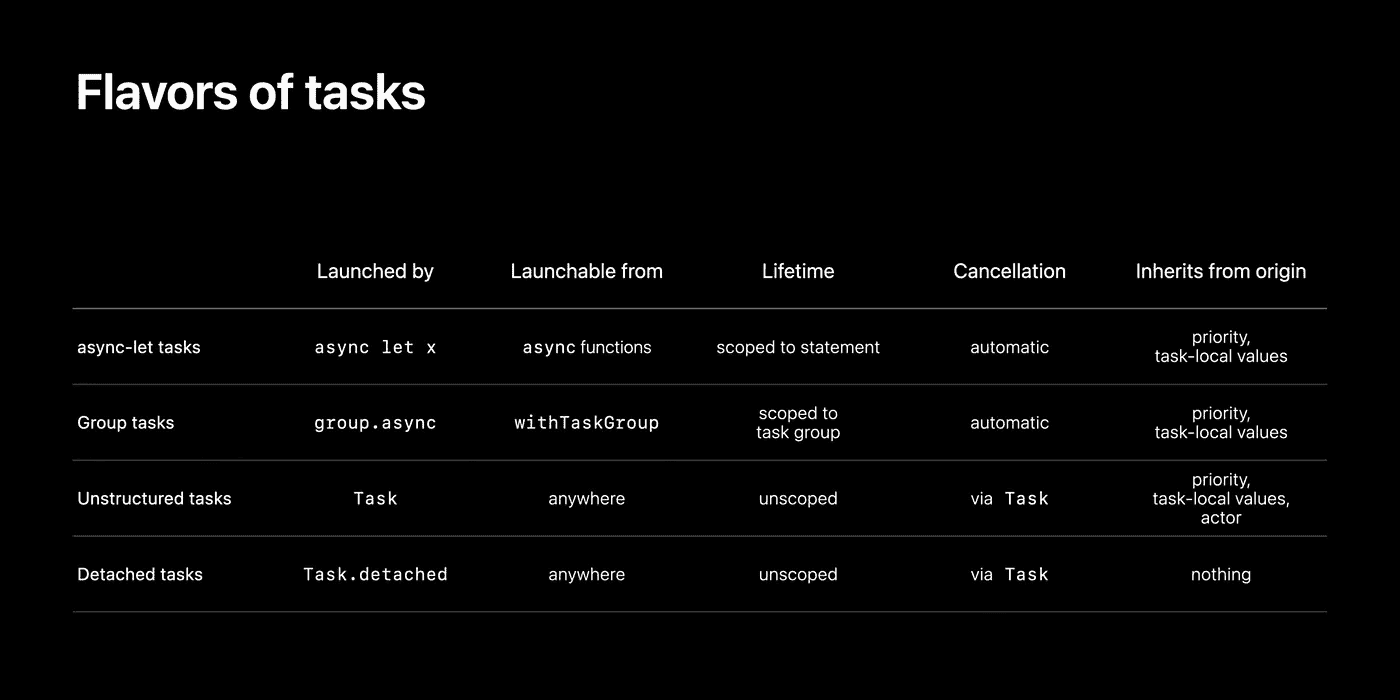 Flavors of tasks
Launched by Launchable from Lifetime Cancellation Inherits from origin
async-let tasks async let x async functions scoped to statement automatic priority,
task-local values
Group tasks group.async withTaskGroup scoped to
task group automatic priority,
task-local values
Unstructured tasks Task anywhere unscoped via Task priority,
task-local values,
actor
Detached tasks Task.detached anywhere unscoped via Task nothing